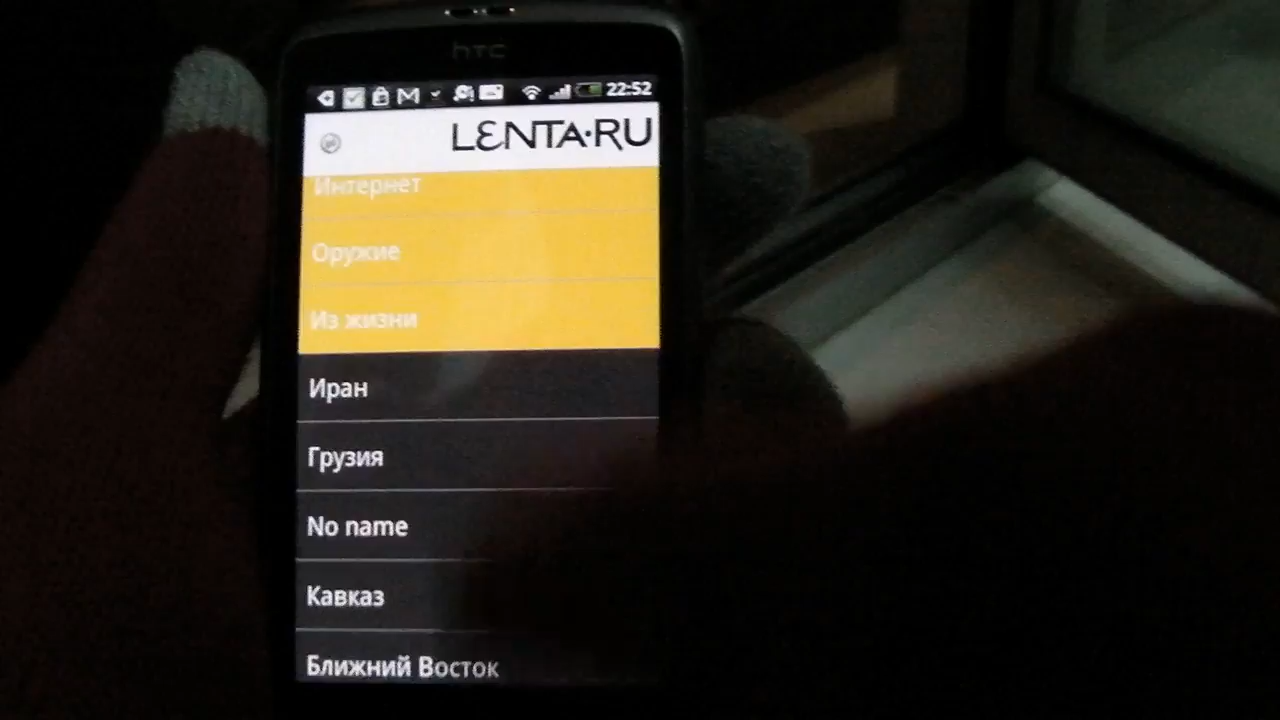 hTC
22:52
LENTA·RU
Интернет
Оружие
Из жизни
Иран
Грузия
No name
Кавказ
Ближний Восток